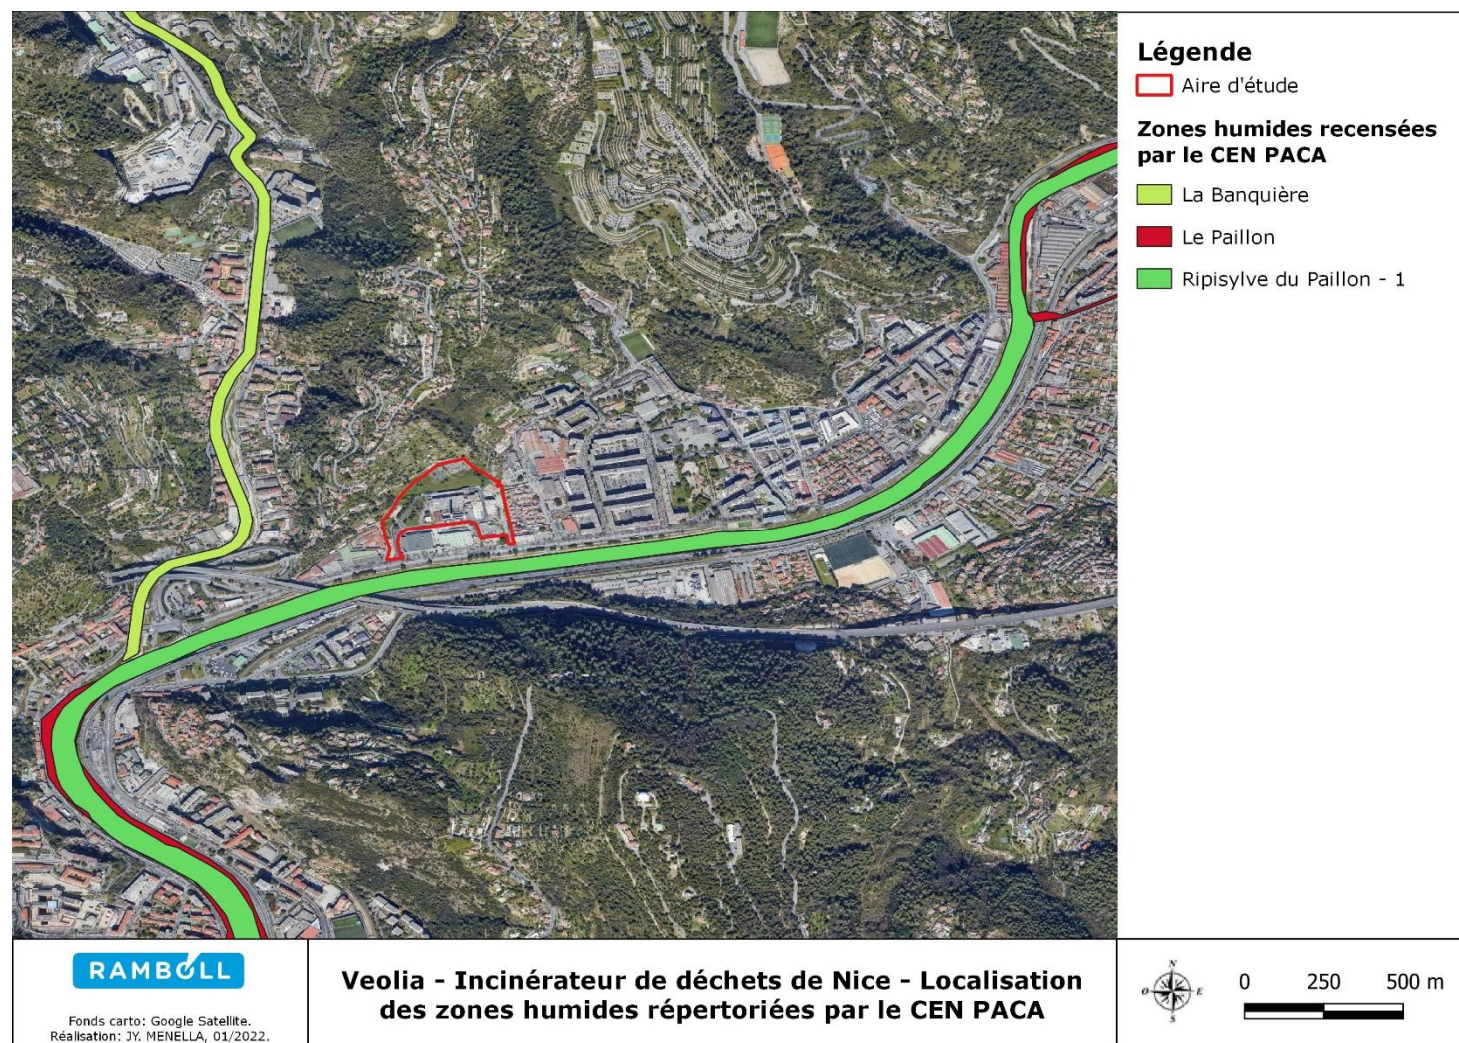 Légende
Aire d'étude
Zones humides recensées
par le CEN PACA
La Banquière
Le Paillon
Ripisylve du Paillon - 1
RAMBOLL
Fonds carto: Google Satellite.
Réalisation: JY. MENELLA, 01/2022.
Veolia - Incinérateur de déchets de Nice - Localisation
des zones humides répertoriées par le CEN PACA
N
O E
S
0 250 500 m